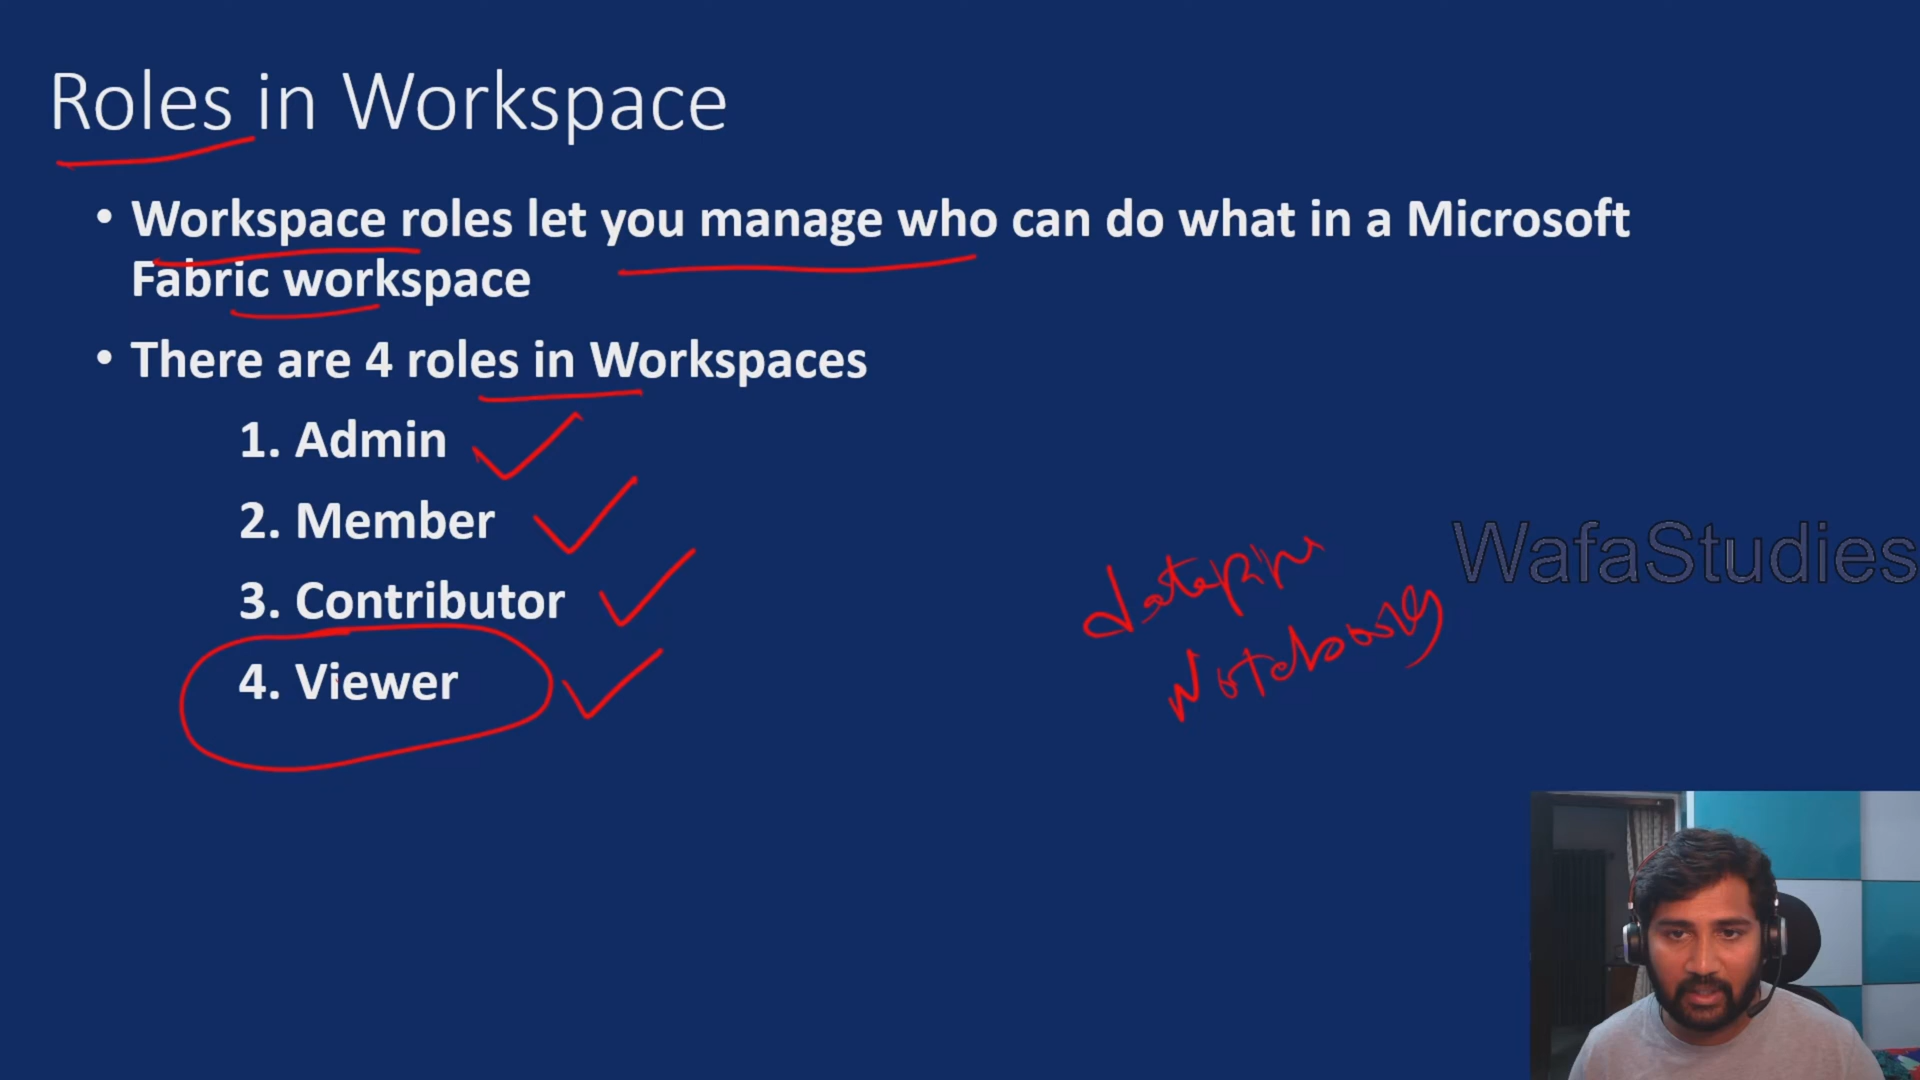 Roles in Workspace
• Workspace roles let you manage who can do what in a Microsoft
Fabric workspace
• There are 4 roles in Workspaces
1. Admin
2. Member
3. Contributor
4. Viewer
WafaStudies